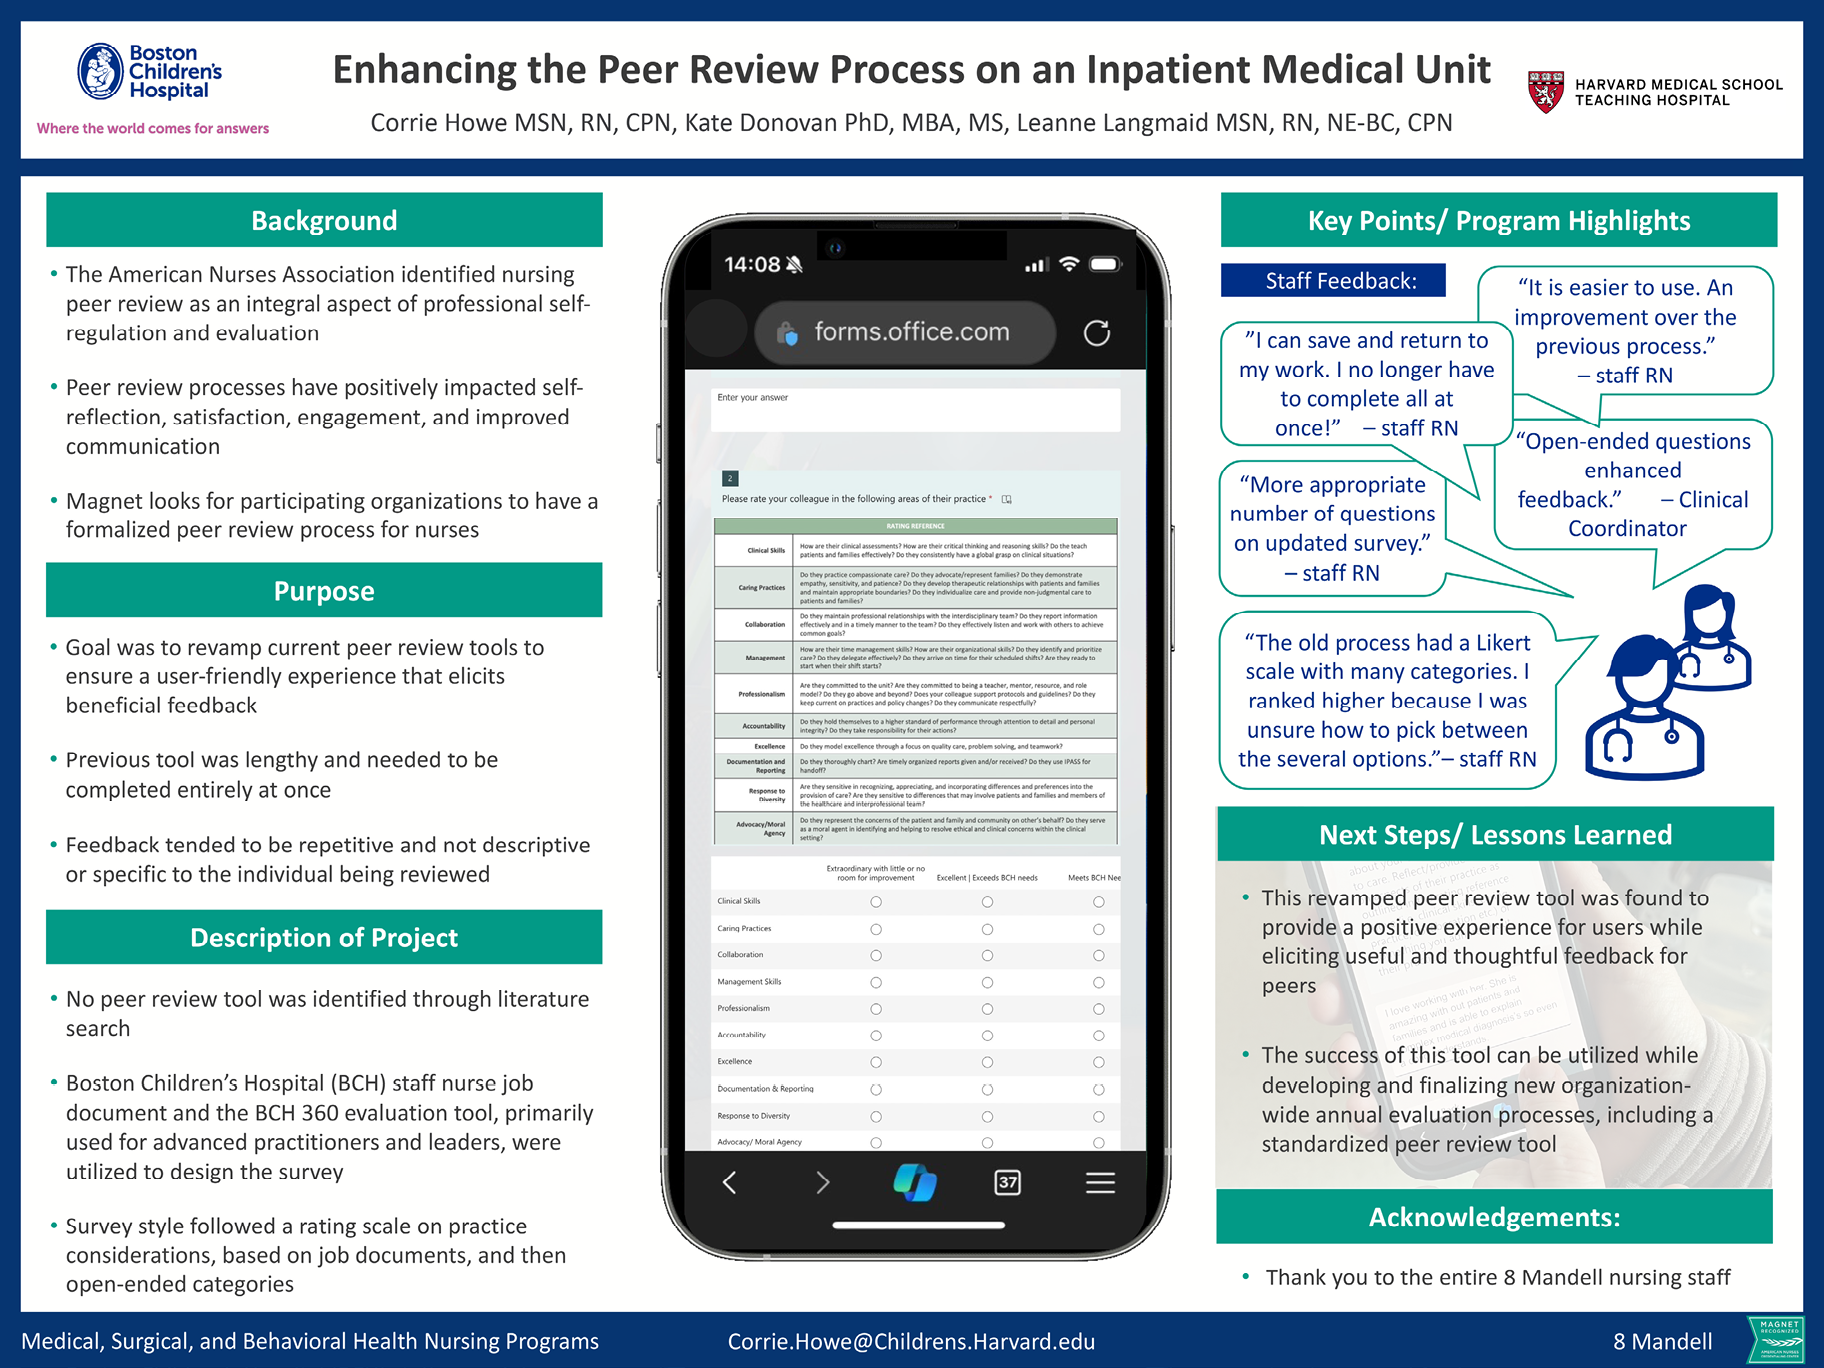 Boston
Children's
Hospital
Where the world comes for answers
Enhancing the Peer Review Process on an Inpatient Medical Unit
Corrie Howe MSN, RN, CPN, Kate Donovan PhD, MBA, MS, Leanne Langmaid MSN, RN, NE-BC, CPN
HARVARD MEDICAL SCHOOL
TEACHING HOSPITAL
Background
• The American Nurses Association identified nursing
peer review as an integral aspect of professional self-
regulation and evaluation
• Peer review processes have positively impacted self-
reflection, satisfaction, engagement, and improved
communication
• Magnet looks for participating organizations to have a
formalized peer review process for nurses
Purpose
• Goal was to revamp current peer review tools to
ensure a user-friendly experience that elicits
beneficial feedback
• Previous tool was lengthy and needed to be
completed entirely at once
• Feedback tended to be repetitive and not descriptive
or specific to the individual being reviewed
Description of Project
• No peer review tool was identified through literature
search
• Boston Children's Hospital (BCH) staff nurse job
document and the BCH 360 evaluation tool, primarily
used for advanced practitioners and leaders, were
utilized to design the survey
• Survey style followed a rating scale on practice
considerations, based on job documents, and then
open-ended categories
14:08
forms.office.com
Enter your answer
2
Please rate your colleague in the following areas of their practice *
RATING REFERENCE
Clinical Skills
How are their clinical assessments? How are their critical thinking and reasoning skills? Do the teach
patients and families effectively? Do they consistently have a global grasp on clinical situations?
Caring Practices
Do they practice compassionate care? Do they advocate/represent families? Do they demonstrate
empathy, sensitivity, and patience? Do they develop therapeutic relationships with patients and families
and maintain appropriate boundaries? Do they individualize care and provide non-judgmental care to
patients and families?
Collaboration
Do they maintain professional relationships with the interdisciplinary team? Do they report information
effectively and in a timely manner to the team? Do they effectively listen and work with others to achieve
common goals?
Management
How are their time management skills? How are their organizational skills? Do they identify and prioritize
care? Do they delegate effectively? Do they arrive on time for their scheduled shifts? Are they ready to
start when their shift starts?
Professionalism
Are they committed to the unit? Are they committed to being a teacher, mentor, resource, and role
model? Do they go above and beyond? Does your colleague support protocols and guidelines? Do they
keep current on practices and policy changes? Do they communicate respectfully?
Accountability
Do they hold themselves to a higher standard of performance through attention to detail and personal
integrity? Do they take responsibility for their actions?
Excellence
Do they model excellence through a focus on quality care, problem solving, and teamwork?
Documentation and
Reporting
Do they thoroughly chart? Are timely organized reports given and/or received? Do they use IPASS for
handoff?
Response to
Diversity
Are they sensitive in recognizing, appreciating, and incorporating differences and preferences into the
provision of care? Are they sensitive to differences that may involve patients and families and members of
the healthcare and interprofessional team?
Advocacy/Moral
Agency
Do they represent the concerns of the patient and family and community on other's behalf? Do they serve
as a moral agent in identifying and helping to resolve ethical and clinical concerns within the clinical
setting?
Extraordinary with little or no
room for improvement
Excellent | Exceeds BCH needs
Meets BCH Nee
Clinical Skills
Caring Practices
Collaboration
Management Skills
Professionalism
Accountability
Excellence
Documentation & Reporting
Response to Diversity
Advocacy/ Moral Agency
37
Key Points/ Program Highlights
Staff Feedback:
“It is easier to use. An
improvement over the
previous process.”
– staff RN
”I can save and return to
my work. I no longer have
to complete all at
once!” – staff RN
“Open-ended questions
enhanced
feedback.” – Clinical
Coordinator
“More appropriate
number of questions
on updated survey.”
– staff RN
“The old process had a Likert
scale with many categories. I
ranked higher because I was
unsure how to pick between
the several options.”– staff RN
Next Steps/ Lessons Learned
• This revamped peer review tool was found to
provide a positive experience for users while
eliciting useful and thoughtful feedback for
peers
• The success of this tool can be utilized while
developing and finalizing new organization-
wide annual evaluation processes, including a
standardized peer review tool
I love working with her. She is
amazing with out patients and
families and is able to explain
Acknowledgements:
• Thank you to the entire 8 Mandell nursing staff
Medical, Surgical, and Behavioral Health Nursing Programs
Corrie.Howe@Childrens.Harvard.edu
8 Mandell
MAGNET
RECOGNIZED